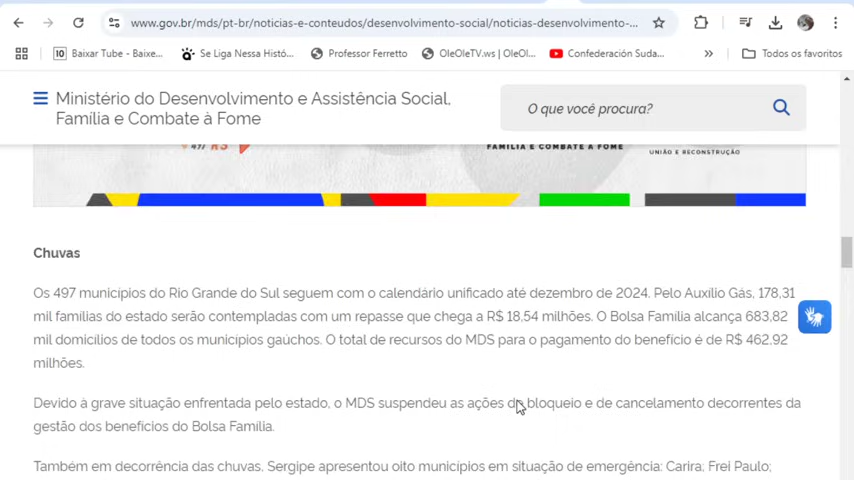 www.gov.br/mds/pt-br/noticias-e-conteudos/desenvolvimento-social/noticias-desenvolvimento-...
10 Baixar Tube - Baixe...
Se Liga Nessa Histó...
Professor Ferretto
OleOleTV.ws | OleOl...
Confederación Suda...
»
Todos os favoritos
Ministério do Desenvolvimento e Assistência Social,
Família e Combate à Fome
O que você procura?
497 RS
FAMÍLIA E COMBATE À FOME
UNIÃO E RECONSTRUÇÃO
Chuvas
Os 497 municípios do Rio Grande do Sul seguem com o calendário unificado até dezembro de 2024. Pelo Auxílio Gás, 178,31
mil famílias do estado serão contempladas com um repasse que chega a R$ 18,54 milhões. O Bolsa Família alcança 683,82
mil domicílios de todos os municípios gaúchos. O total de recursos do MDS para o pagamento do benefício é de R$ 462,92
milhões.
Devido à grave situação enfrentada pelo estado, o MDS suspendeu as ações de bloqueio e de cancelamento decorrentes da
gestão dos benefícios do Bolsa Família.
Também em decorrência das chuvas, Sergipe apresentou oito municípios em situação de emergência: Carira; Frei Paulo;